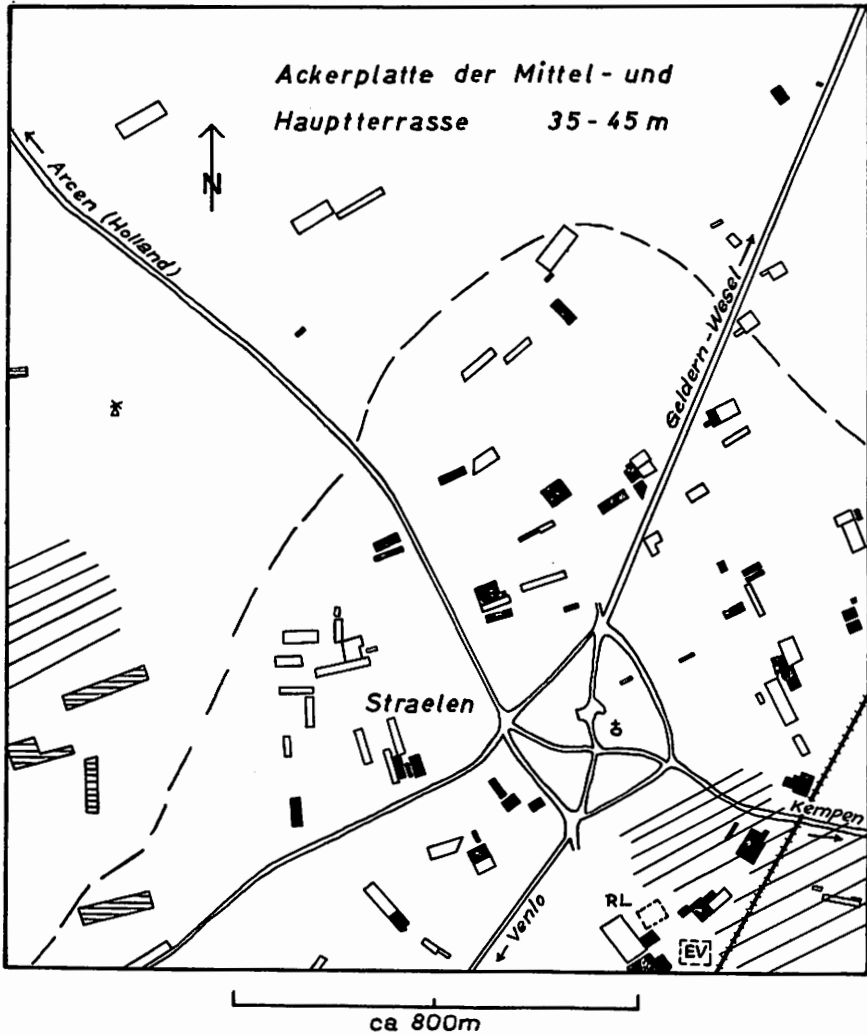 Ackerplatte der Mittel- und
Hauptterrasse 35-45 m
N
Arcen (Holland)
Geldern-Wesel
Straelen
Kempen
RL
Venlo
EV
ca 800m